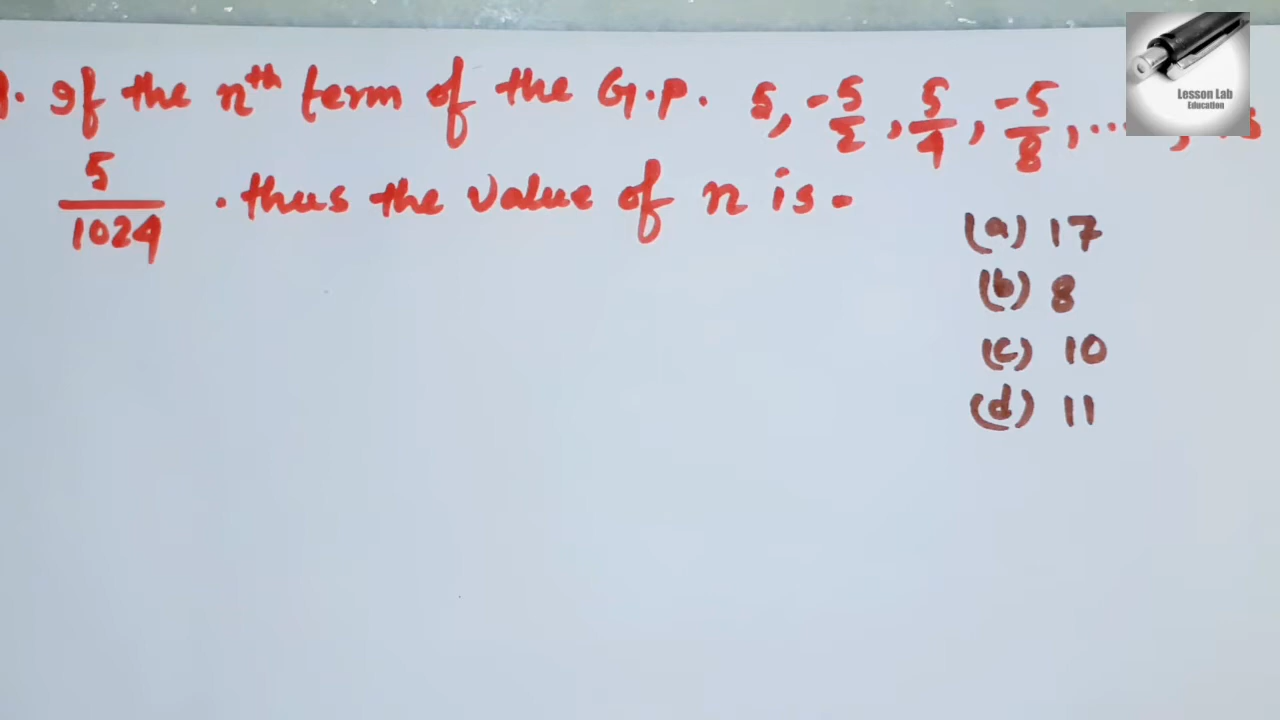 If the nth term of the G.P. 5, -5/2, 5/4, -5/8, ..., is
5/1024 . thus the value of n is -
(a) 17
(b) 8
(c) 10
(d) 11
Lesson Lab
Education